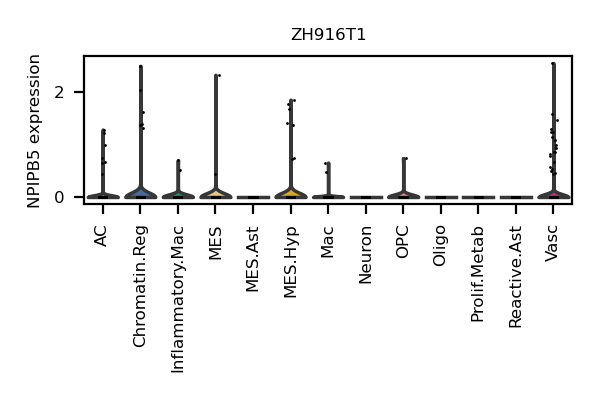 ZH916T1
NPIPB5 expression
2
0
AC
Chromatin.Reg
Inflammatory.Mac
MES
MES.Ast
MES.Hyp
Mac
Neuron
OPC
Oligo
Prolif.Metab
Reactive.Ast
Vasc